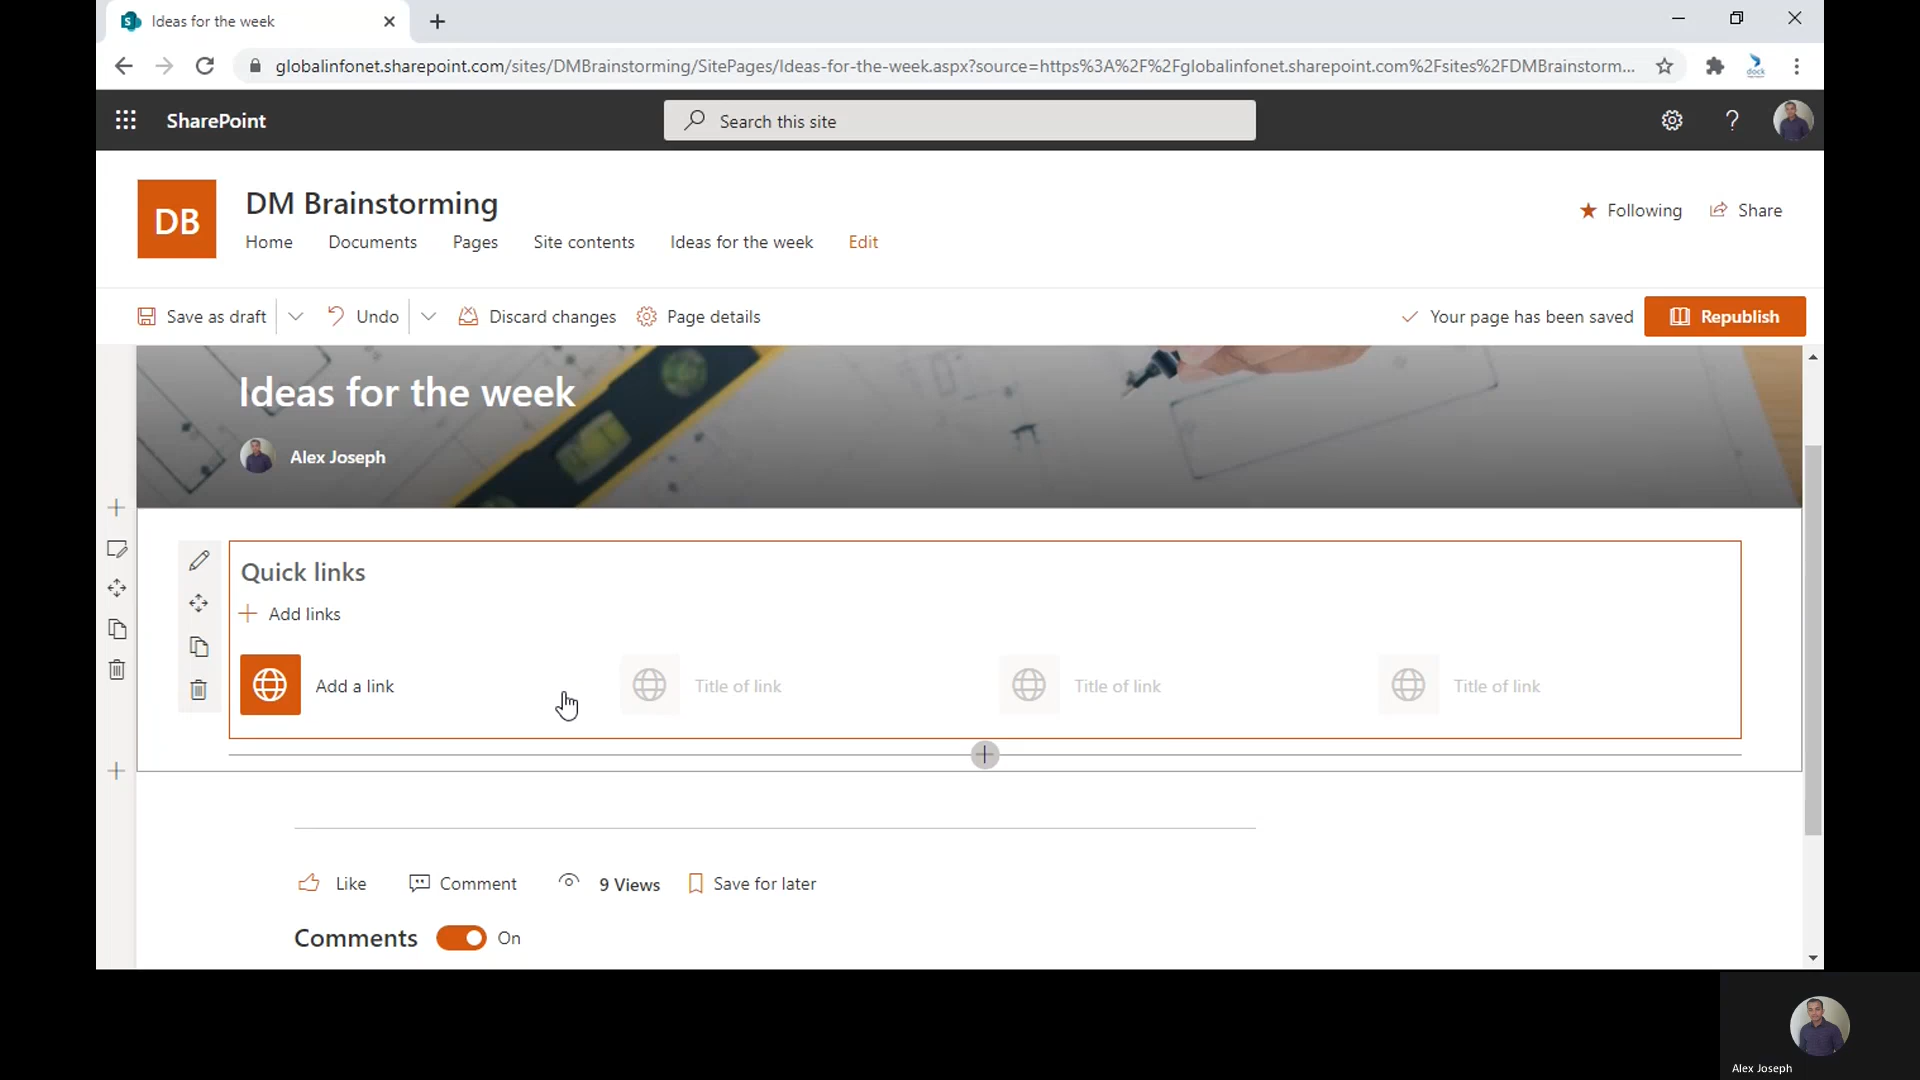 Ideas for the week
globalinfonet.sharepoint.com/sites/DMBrainstorming/SitePages/Ideas-for-the-week.aspx?source=https%3A%2F%2Fglobalinfonet.sharepoint.com%2Fsites%2FDMBrainstorm...
dock
SharePoint
Search this site
DB
DM Brainstorming
Following
Share
Home
Documents
Pages
Site contents
Ideas for the week
Edit
Save as draft
Undo
Discard changes
Page details
Your page has been saved
Republish
Ideas for the week
Alex Joseph
Quick links
Add links
Add a link
Title of link
Title of link
Title of link
Like
Comment
9 Views
Save for later
Comments
On
Alex Joseph